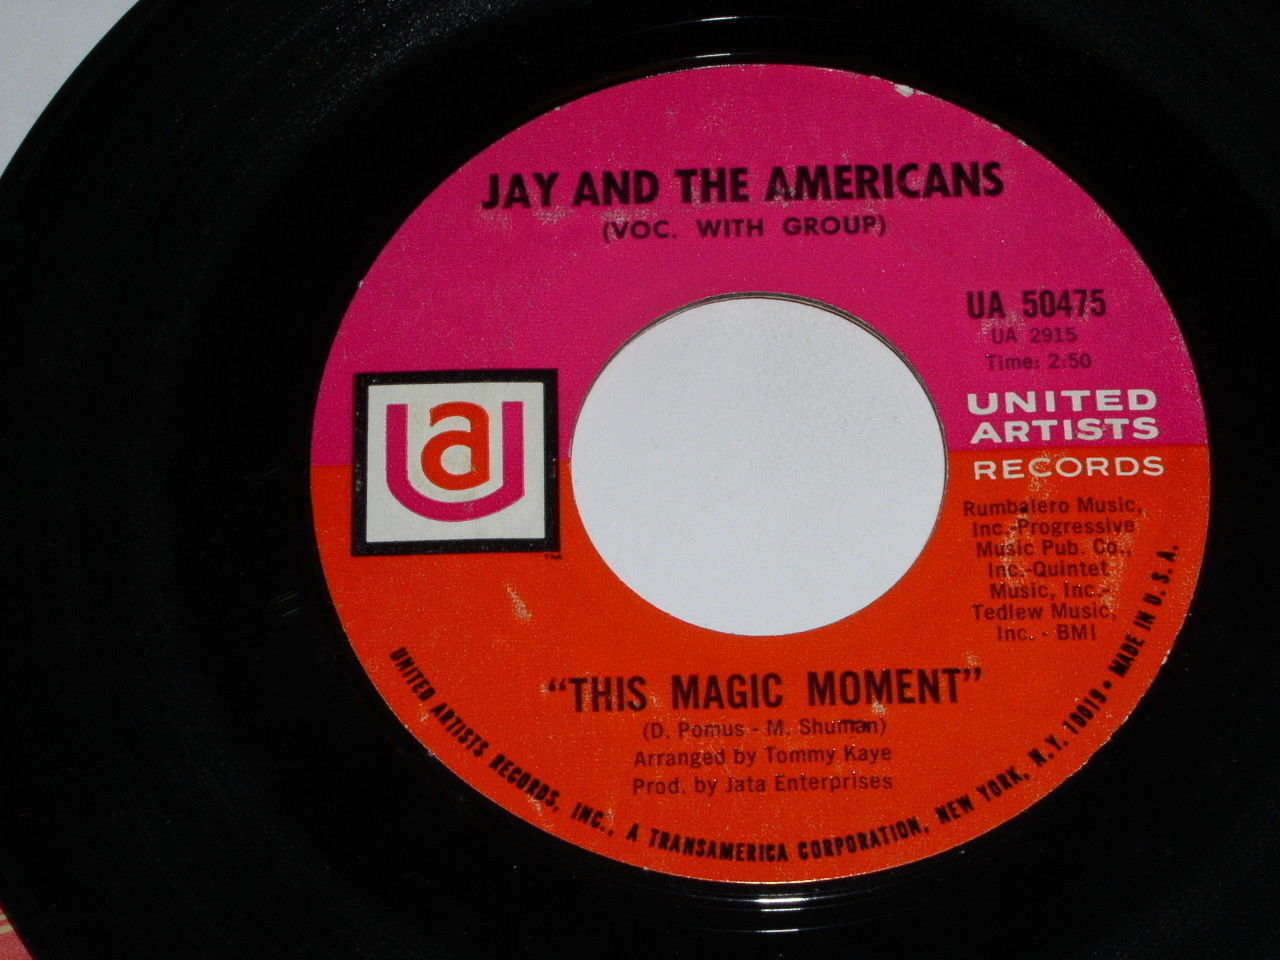 JAY AND THE AMERICANS
(VOC. WITH GROUP)
UA 50475
UA 2915
Time: 2:50
UNITED
ARTISTS
RECORDS
ua
TM
Rumbalero Music,
Inc.-Progressive
Music Pub. Co.,
Inc.-Quintet
Music, Inc.-
Tedlew Music,
Inc. - BMI
"THIS MAGIC MOMENT"
(D. Pomus - M. Shuman)
Arranged by Tommy Kaye
Prod. by Jata Enterprises
UNITED ARTISTS RECORDS, INC., A TRANSAMERICA CORPORATION, NEW YORK, N.Y. 10019 • MADE IN U.S.A.